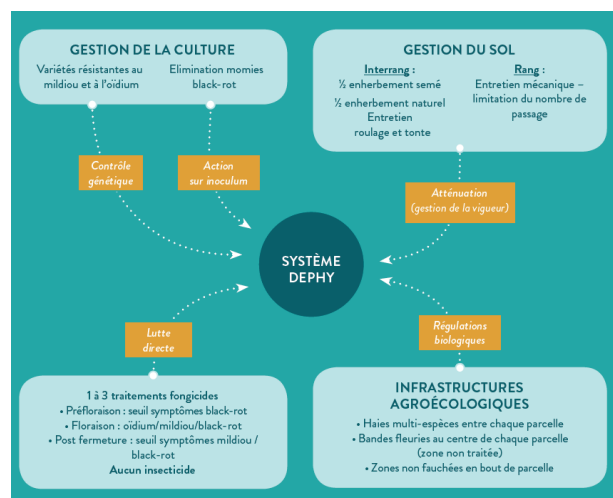 GESTION DE LA CULTURE
Variétés résistantes au
mildiou et à l'oïdium
Elimination momies
black-rot
GESTION DU SOL
Interrang :
½ enherbement semé
½ enherbement naturel
Entretien
roulage et tonte
Rang :
Entretien mécanique –
limitation du nombre de
passage
Contrôle
génétique
Action
sur inoculum
Atténuation
(gestion de la vigueur)
SYSTÈME
DEPHY
Lutte
directe
Régulations
biologiques
1 à 3 traitements fongicides
• Préfloraison : seuil symptômes black-rot
• Floraison : oïdium/mildiou/black-rot
• Post fermeture : seuil symptômes mildiou /
black-rot
Aucun insecticide
INFRASTRUCTURES
AGROÉCOLOGIQUES
• Haies multi-espèces entre chaque parcelle
• Bandes fleuries au centre de chaque parcelle
(zone non traitée)
• Zones non fauchées en bout de parcelle